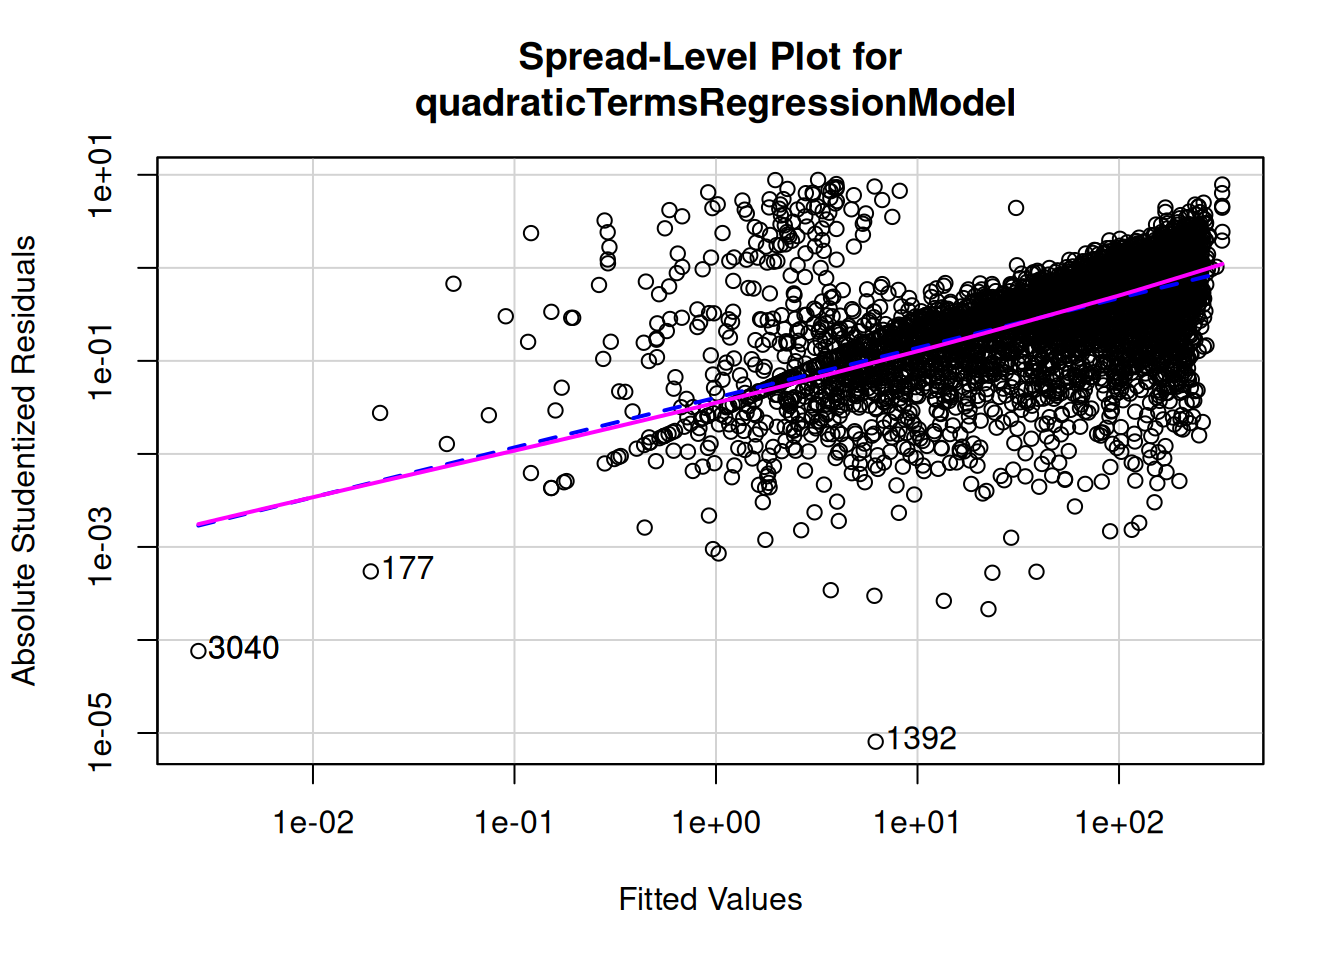 Spread-Level Plot for
quadraticTermsRegressionModel
Absolute Studentized Residuals
1e+01
1e-01
1e-03
1e-05
177
3040
1392
1e-02 1e-01 1e+00 1e+01 1e+02
Fitted Values